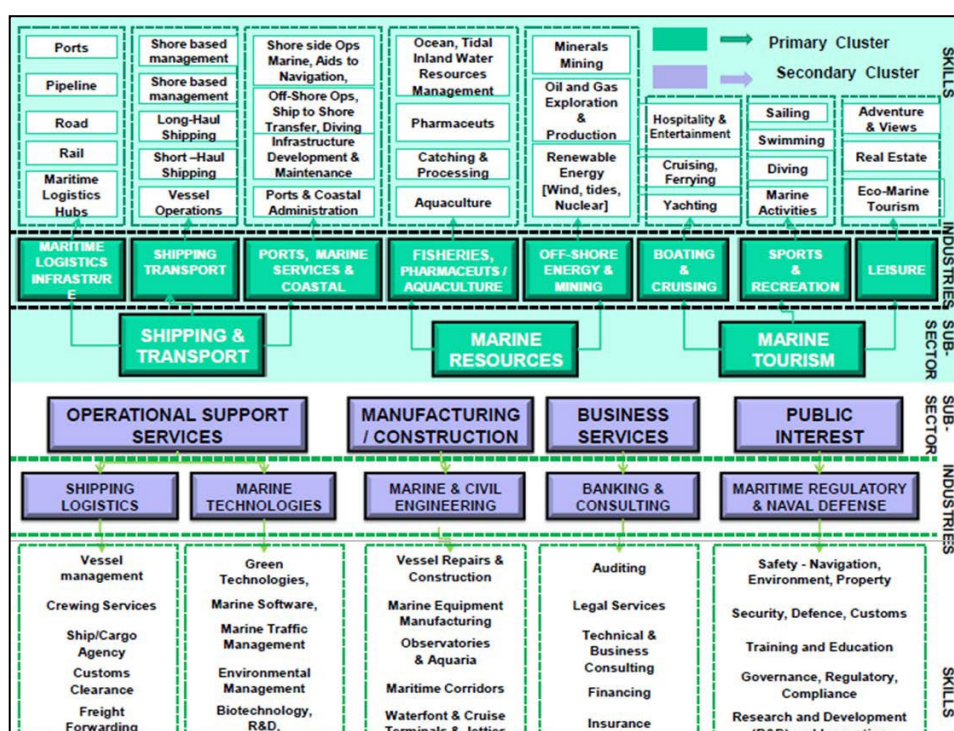 Ports
Pipeline
Road
Rail
Maritime
Logistics
Hubs
Shore based
management
Shore based
management
Long-Haul
Shipping
Short –Haul
Shipping
Vessel
Operations
Shore side Ops
Marine, Aids to
Navigation,
Off-Shore Ops,
Ship to Shore
Transfer, Diving
Infrastructure
Development &
Maintenance
Ports & Coastal
Administration
Ocean, Tidal
Inland Water
Resources
Management
Pharmaceuts
Catching &
Processing
Aquaculture
Minerals
Mining
Oil and Gas
Exploration
&
Production
Renewable
Energy
[Wind, tides,
Nuclear]
Primary Cluster
Secondary Cluster
Hospitality &
Entertainment
Cruising,
Ferrying
Yachting
Sailing
Swimming
Diving
Marine
Activities
Adventure
& Views
Real Estate
Eco-Marine
Tourism
SKILLS
MARITIME
LOGISTICS
INFRASTR/R
E
SHIPPING
TRANSPORT
PORTS, MARINE
SERVICES &
COASTAL
FISHERIES,
PHARMACEUTS /
AQUACULTURE
OFF-SHORE
ENERGY &
MINING
BOATING
&
CRUISING
SPORTS
&
RECREATION
LEISURE
INDUSTRIES
SHIPPING &
TRANSPORT
MARINE
RESOURCES
MARINE
TOURISM
SUB-
SECTOR
OPERATIONAL SUPPORT
SERVICES
MANUFACTURING
/ CONSTRUCTION
BUSINESS
SERVICES
PUBLIC
INTEREST
SUB-
SECTOR
SHIPPING
LOGISTICS
MARINE
TECHNOLOGIES
MARINE & CIVIL
ENGINEERING
BANKING &
CONSULTING
MARITIME REGULATORY
& NAVAL DEFENSE
INDUSTRIES
Vessel
management
Crewing Services
Ship/Cargo
Agency
Customs
Clearance
Freight
Forwarding
Green
Technologies,
Marine Software,
Marine Traffic
Management
Environmental
Management
Biotechnology,
R&D,
Vessel Repairs &
Construction
Marine Equipment
Manufacturing
Observatories
& Aquaria
Maritime Corridors
Waterfont & Cruise
Terminals & Jetties
Auditing
Legal Services
Technical &
Business
Consulting
Financing
Insurance
Safety - Navigation,
Environment, Property
Security, Defence, Customs
Training and Education
Governance, Regulatory,
Compliance
Research and Development
SKILLS